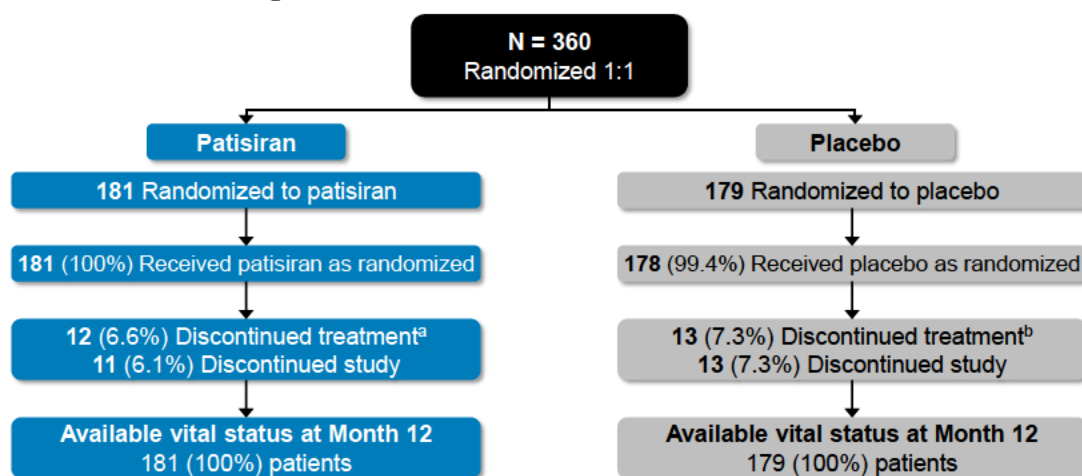 N = 360
Randomized 1:1
Patisiran
Placebo
181 Randomized to patisiran
179 Randomized to placebo
181 (100%) Received patisiran as randomized
178 (99.4%) Received placebo as randomized
12 (6.6%) Discontinued treatmentᵃ
11 (6.1%) Discontinued study
13 (7.3%) Discontinued treatmentᵇ
13 (7.3%) Discontinued study
Available vital status at Month 12
181 (100%) patients
Available vital status at Month 12
179 (100%) patients